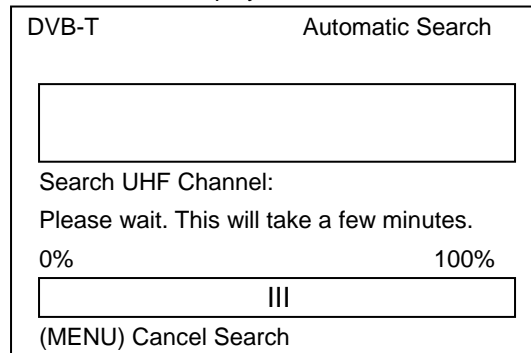 DVB-T Automatic Search
Search UHF Channel:
Please wait. This will take a few minutes.
0% 100%
III
(MENU) Cancel Search